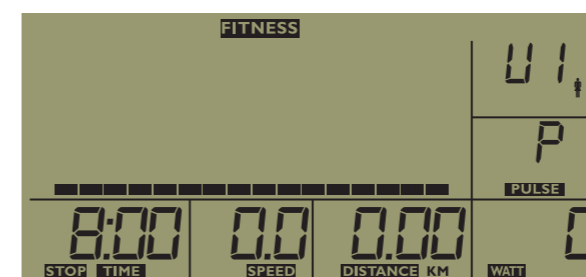 FITNESS
U1
P
PULSE
8:00 0.0 0.00
STOP TIME SPEED DISTANCE KM WATT